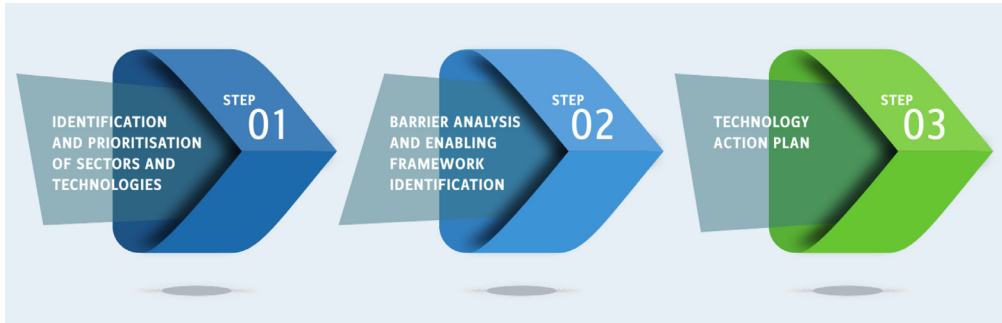 IDENTIFICATION
AND PRIORITISATION
OF SECTORS AND
TECHNOLOGIES
STEP
01
BARRIER ANALYSIS
AND ENABLING
FRAMEWORK
IDENTIFICATION
STEP
02
TECHNOLOGY
ACTION PLAN
STEP
03